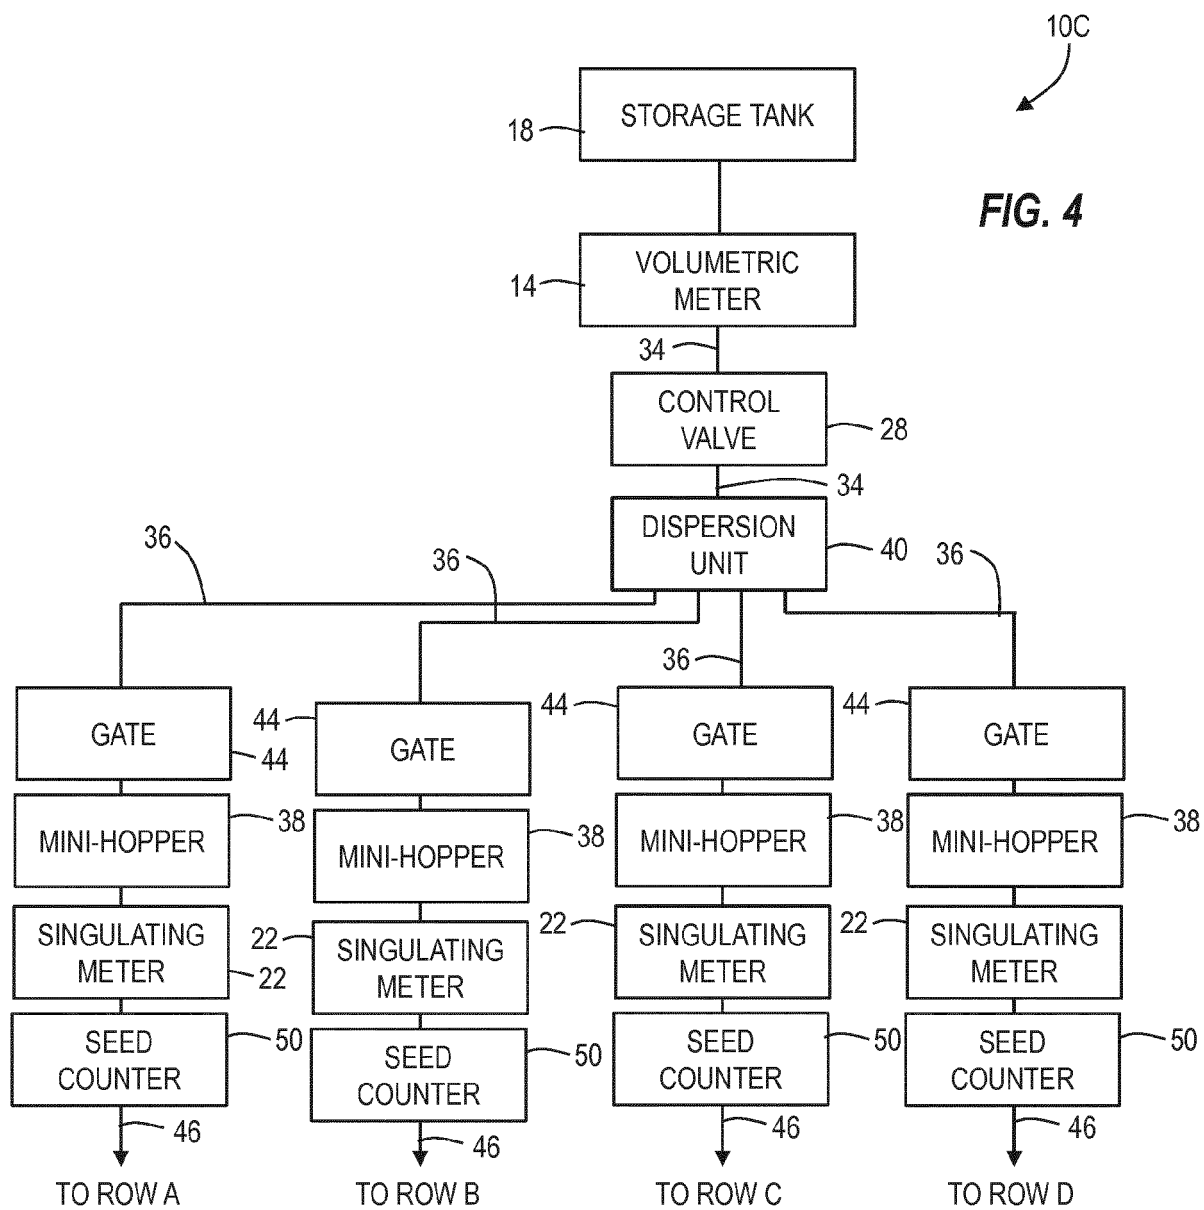 10C
STORAGE TANK
18
FIG. 4
VOLUMETRIC
METER
14
34
CONTROL
VALVE
28
34
DISPERSION
UNIT
40
36
36
36
36
GATE
44
44
GATE
44
GATE
44
GATE
MINI-HOPPER
38
MINI-HOPPER
38
MINI-HOPPER
38
MINI-HOPPER
38
SINGULATING
METER
22
22
SINGULATING
METER
22
SINGULATING
METER
22
SINGULATING
METER
SEED
COUNTER
50
SEED
COUNTER
50
SEED
COUNTER
50
SEED
COUNTER
50
46
46
46
46
TO ROW A
TO ROW B
TO ROW C
TO ROW D